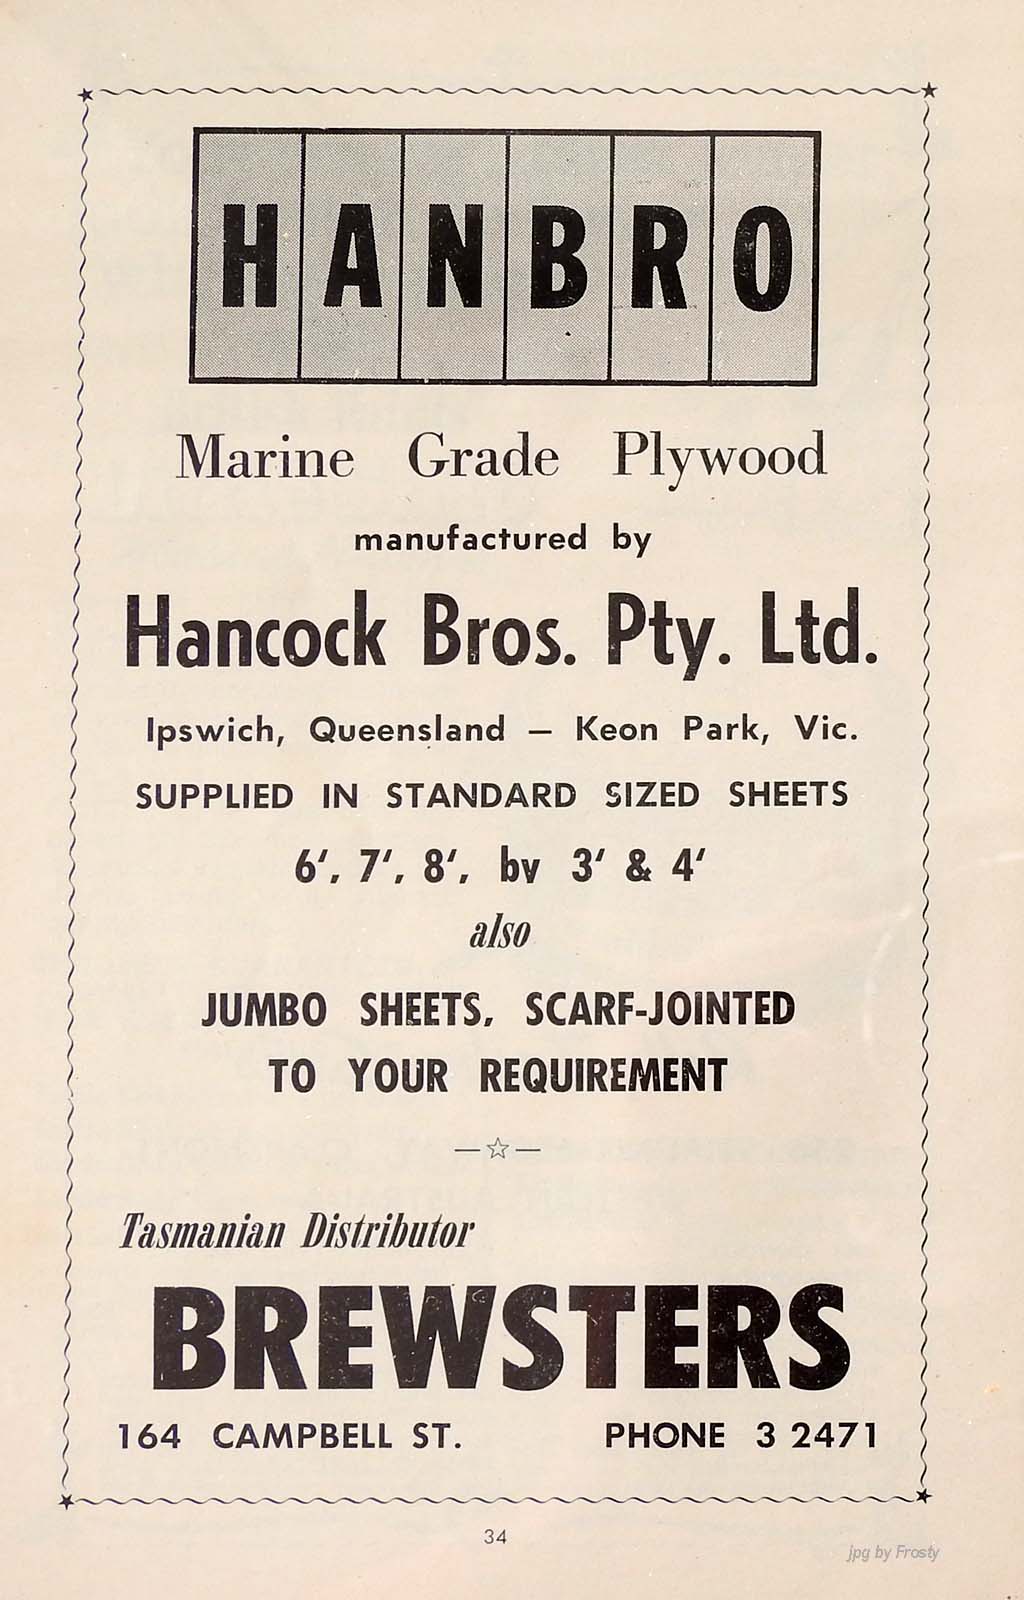 HANBRO
Marine Grade Plywood
manufactured by
Hancock Bros. Pty. Ltd.
Ipswich, Queensland — Keon Park, Vic.
SUPPLIED IN STANDARD SIZED SHEETS
6', 7', 8', by 3' & 4'
also
JUMBO SHEETS, SCARF-JOINTED
TO YOUR REQUIREMENT
Tasmanian Distributor
BREWSTERS
164 CAMPBELL ST. PHONE 3 2471
34
jpg by Frosty